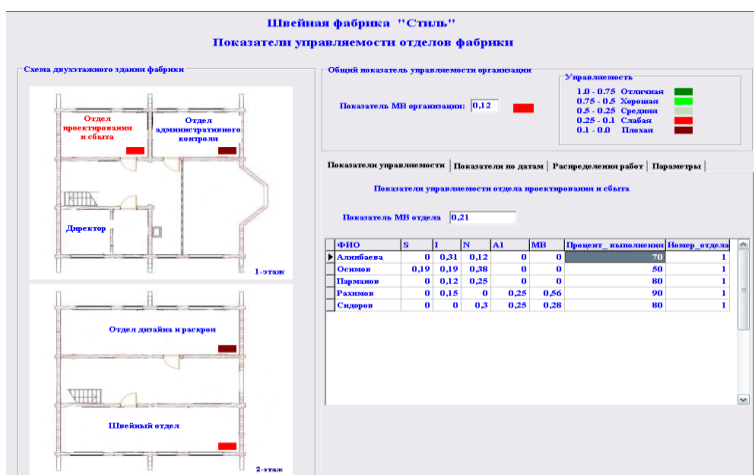 Швейная фабрика "Стиль"
Показатели управляемости отделов фабрики
Схема двухэтажного здания фабрики
Отдел
проектирования
и сбыта
Отдел
административного
контроля
Директор
1-этаж
Отдел дизайна и раскроя
Швейный отдел
2-этаж
Общий показатель управляемости организации
Показатель МВ организации: 0,12
Управляемость
1.0 - 0.75 Отличная
0.75 - 0.5 Хорошая
0.5 - 0.25 Средняя
0.25 - 0.1 Слабая
0.1 - 0.0 Плохая
Показатели управляемости Показатели по датам Распределения работ Параметры
Показатели управляемости отдела проектирования и сбыта
Показатель МВ отдела 0,21
ФИО S I N A1 MB Процент_ выполнения Номер_отдела
Алимбаева 0 0,31 0,12 0 0 70 1
Осимов 0,19 0,19 0,38 0 0 50 1
Парманов 0 0,12 0,25 0 0 80 1
Рахимов 0 0,15 0 0,25 0,56 90 1
Сидоров 0 0 0,3 0,25 0,28 80 1